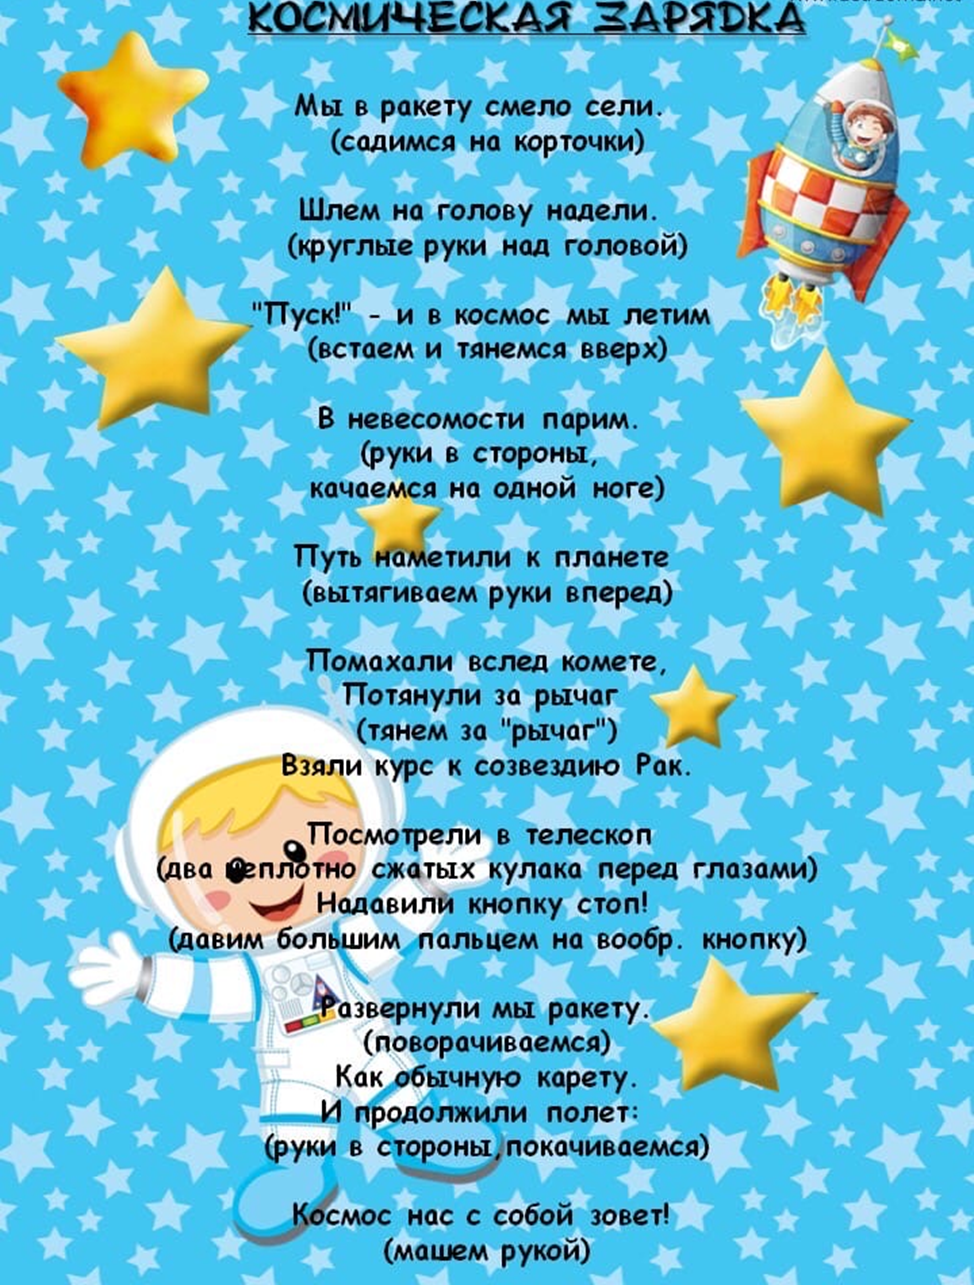 КОСМИЧЕСКАЯ ЗАРЯДКА
Мы в ракету смело сели.
(садимся на корточки)
Шлем на голову надели.
(круглые руки над головой)
"Пуск!" - и в космос мы летим
(встаем и тянемся вверх)
В невесомости парим.
(руки в стороны,
качаемся на одной ноге)
Путь наметили к планете
(вытягиваем руки вперед)
Помахали вслед комете,
Потянули за рычаг
(тянем за "рычаг")
Взяли курс к созвездию Рак.
Посмотрели в телескоп
(два неплотно сжатых кулака перед глазами)
Надавили кнопку стоп!
(давим большим пальцем на вообр. кнопку)
Развернули мы ракету.
(поворачиваемся)
Как обычную карету.
И продолжили полет:
(руки в стороны,покачиваемся)
Космос нас с собой зовет!
(машем рукой)